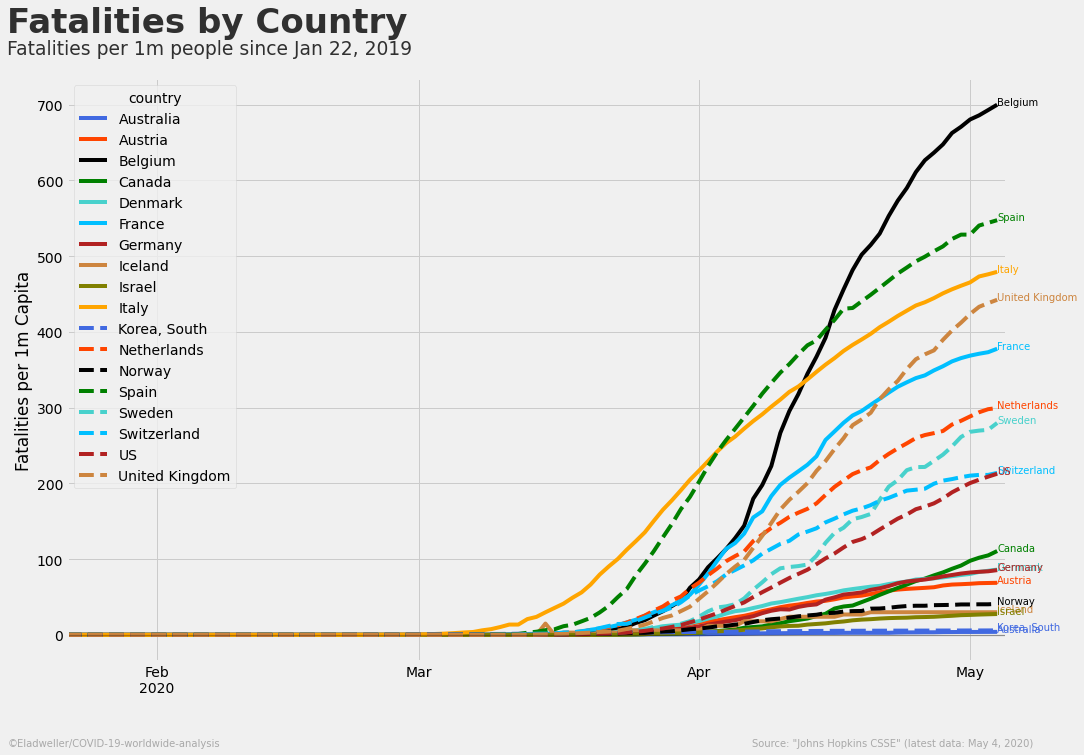 Fatalities by Country
Fatalities per 1m people since Jan 22, 2019
Fatalities per 1m Capita
700
600
500
400
300
200
100
0
country
Australia
Austria
Belgium
Canada
Denmark
France
Germany
Iceland
Israel
Italy
Korea, South
Netherlands
Norway
Spain
Sweden
Switzerland
US
United Kingdom
Belgium
Spain
Italy
United Kingdom
France
Netherlands
Sweden
Switzerland
US
Canada
Denmark
Germany
Austria
Norway
Iceland
Israel
Korea, South
Australia
Feb
2020
Mar
Apr
May
©Eladweller/COVID-19-worldwide-analysis
Source: "Johns Hopkins CSSE" (latest data: May 4, 2020)